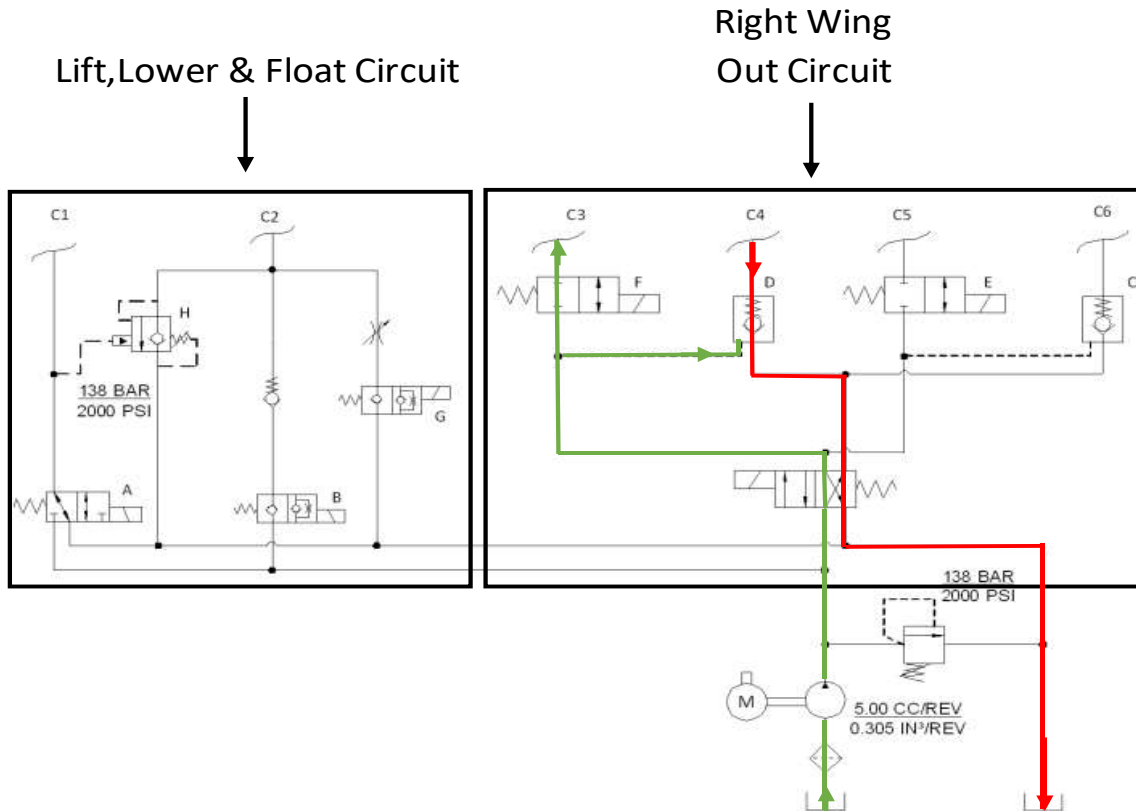 Right Wing
Out Circuit
Lift,Lower & Float Circuit
C1
C2
C3
C4
C5
C6
H
F
D
E
C
138 BAR
2000 PSI
G
A
B
138 BAR
2000 PSI
M
5.00 CC/REV
0.305 IN³/REV